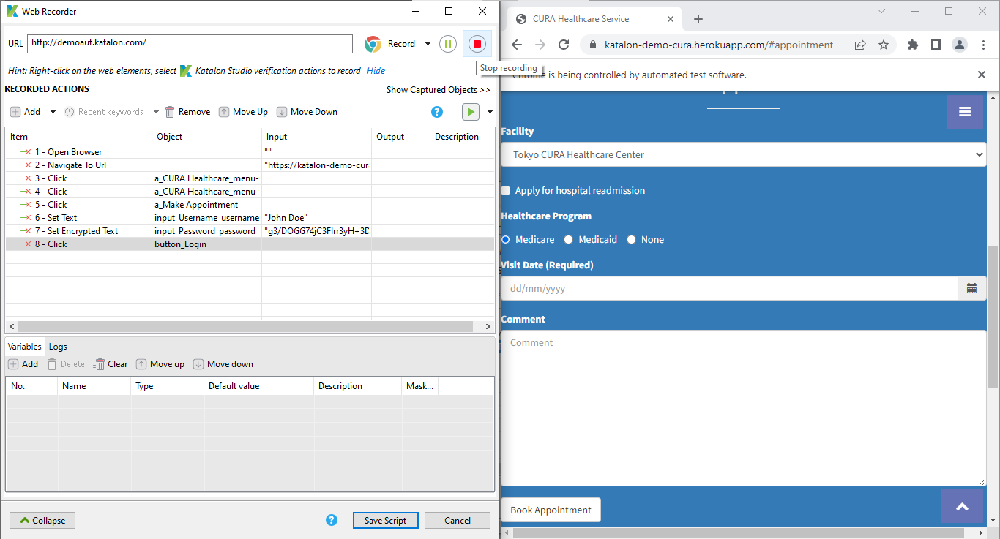 Web Recorder
URL http://demoaut.katalon.com/ Record
Stop recording
Hint: Right-click on the web elements, select Katalon Studio verification actions to record Hide
RECORDED ACTIONS
Show Captured Objects >>
Add Recent keywords Remove Move Up Move Down
Item Object Input Output Description
1 - Open Browser ""
2 - Navigate To Url "https://katalon-demo-cura
3 - Click a_CURA Healthcare_menu-
4 - Click a_CURA Healthcare_menu-
5 - Click a_Make Appointment
6 - Set Text input_Username_username "John Doe"
7 - Set Encrypted Text input_Password_password "g3/DOGG74jC3FIrr3yH+3D
8 - Click button_Login
Variables Logs
Add Delete Clear Move up Move down
No. Name Type Default value Description Mask...
Collapse Save Script Cancel
CURA Healthcare Service
katalon-demo-cura.herokuapp.com/#appointment
Chrome is being controlled by automated test software.
Facility
Tokyo CURA Healthcare Center
Apply for hospital readmission
Healthcare Program
Medicare Medicaid None
Visit Date (Required)
dd/mm/yyyy
Comment
Comment
Book Appointment